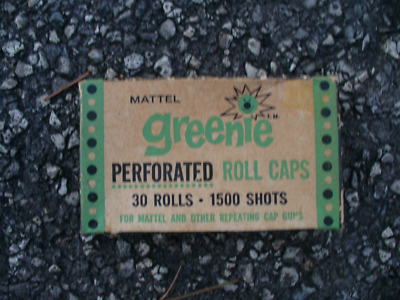 MATTEL
T.M.
greenie
PERFORATED ROLL CAPS
30 ROLLS • 1500 SHOTS
FOR MATTEL AND OTHER REPEATING CAP GUNS